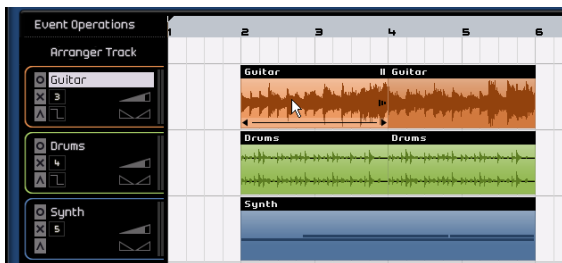 Event Operations
1 2 3 4 5 6
Arranger Track
Guitar
3
Guitar Guitar
Drums
4
Drums Drums
Synth
5
Synth